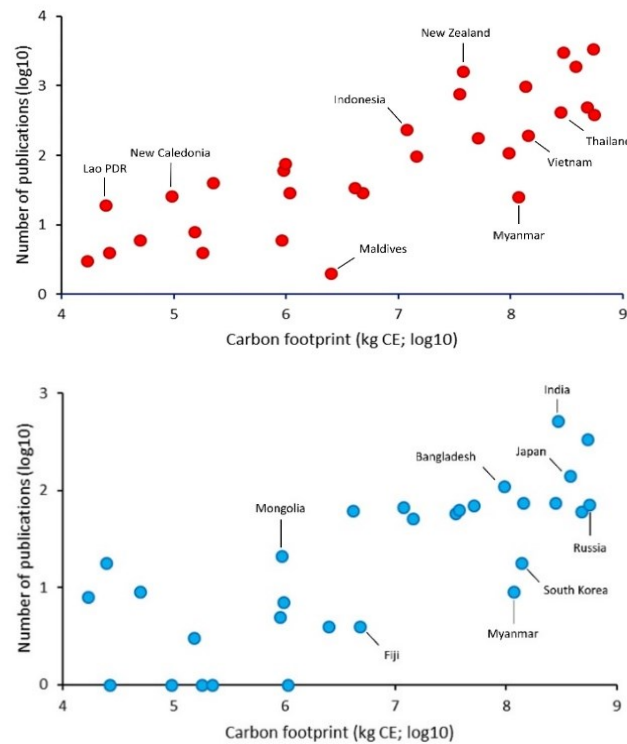 4
3
2
1
0
Number of publications (log10)
New Zealand
Indonesia
New Caledonia
Lao PDR
Thailand
Vietnam
Myanmar
Maldives
4 5 6 7 8 9
Carbon footprint (kg CE; log10)
3
2
1
0
Number of publications (log10)
India
Japan
Bangladesh
Mongolia
Russia
South Korea
Myanmar
Fiji
4 5 6 7 8 9
Carbon footprint (kg CE; log10)